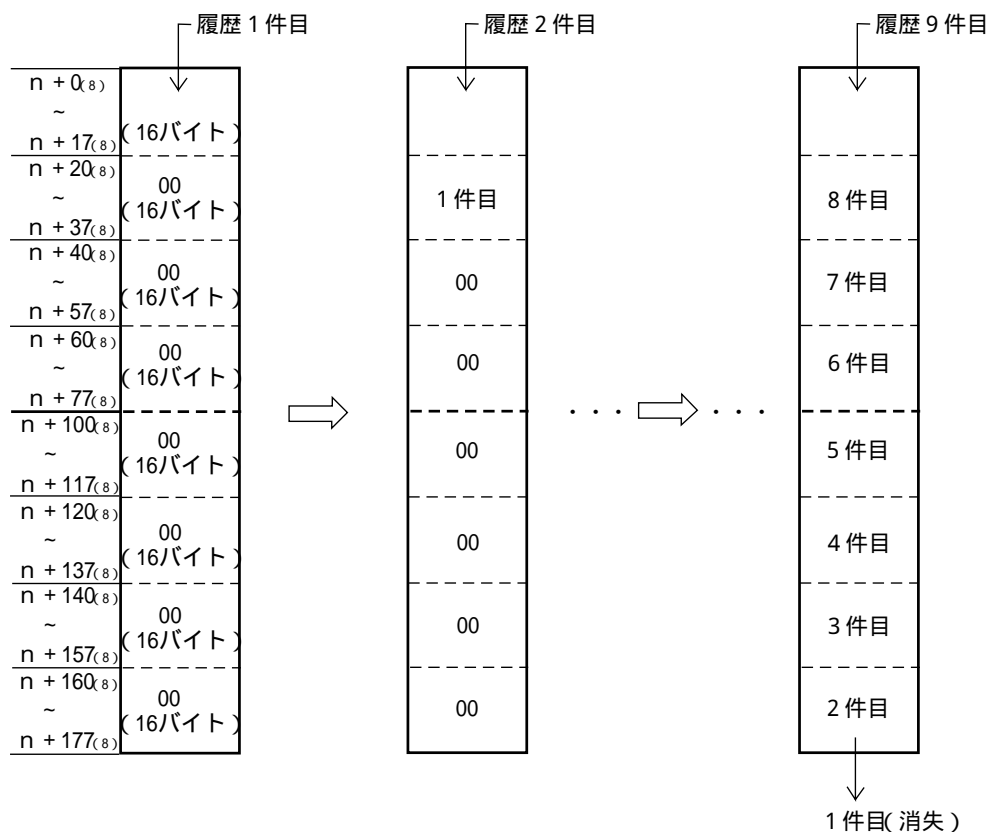 履歴 1 件目
履歴 2 件目
履歴 9 件目
n + 0(8)
~
n + 17(8)
(16バイト)
n + 20(8)
~
n + 37(8)
00
(16バイト)
1 件目
8 件目
n + 40(8)
~
n + 57(8)
00
(16バイト)
00
7 件目
n + 60(8)
~
n + 77(8)
00
(16バイト)
00
6 件目
・・・
・・・
n + 100(8)
~
n + 117(8)
00
(16バイト)
00
5 件目
n + 120(8)
~
n + 137(8)
00
(16バイト)
00
4 件目
n + 140(8)
~
n + 157(8)
00
(16バイト)
00
3 件目
n + 160(8)
~
n + 177(8)
00
(16バイト)
00
2 件目
1 件目(消失)